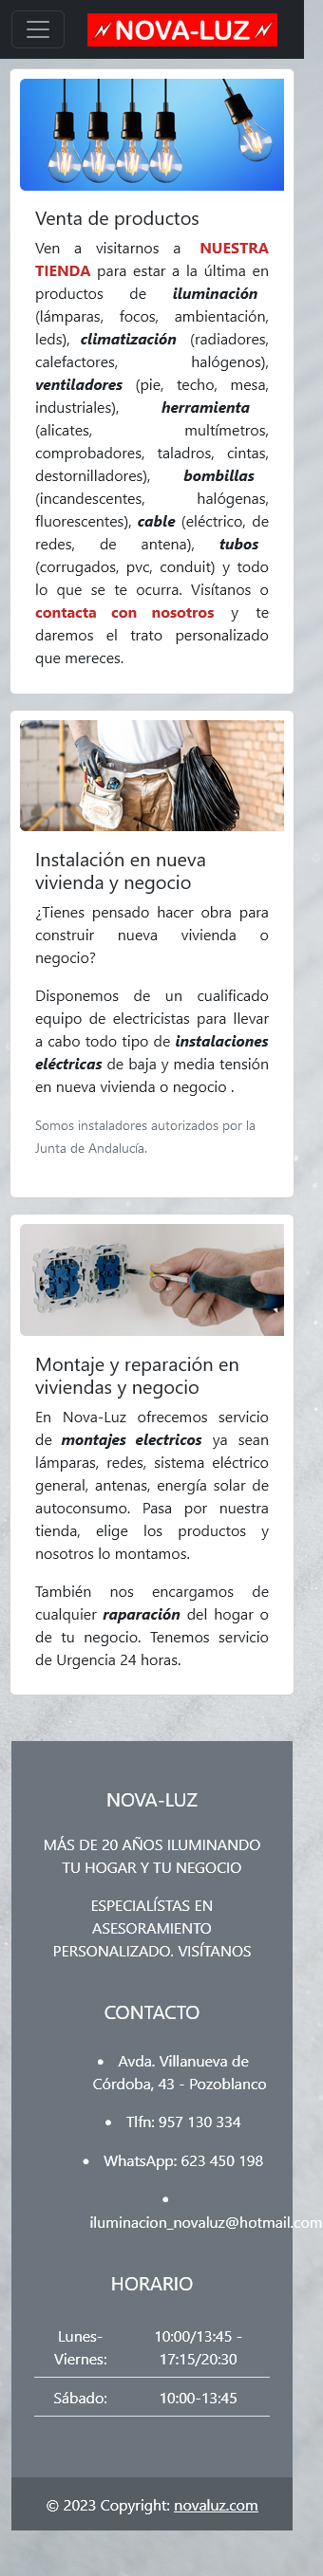 NOVA-LUZ
Venta de productos
Ven a visitarnos a NUESTRA
TIENDA para estar a la última en
productos de iluminación
(lámparas, focos, ambientación,
leds), climatización (radiadores,
calefactores, halógenos),
ventiladores (pie, techo, mesa,
industriales), herramienta
(alicates, multímetros,
comprobadores, taladros, cintas,
destornilladores), bombillas
(incandescentes, halógenas,
fluorescentes), cable (eléctrico, de
redes, de antena), tubos
(corrugados, pvc, conduit) y todo
lo que se te ocurra. Visítanos o
contacta con nosotros y te
daremos el trato personalizado
que mereces.
Instalación en nueva
vivienda y negocio
¿Tienes pensado hacer obra para
construir nueva vivienda o
negocio?
Disponemos de un cualificado
equipo de electricistas para llevar
a cabo todo tipo de instalaciones
eléctricas de baja y media tensión
en nueva vivienda o negocio .
Somos instaladores autorizados por la
Junta de Andalucía.
Montaje y reparación en
viviendas y negocio
En Nova-Luz ofrecemos servicio
de montajes electricos ya sean
lámparas, redes, sistema eléctrico
general, antenas, energía solar de
autoconsumo. Pasa por nuestra
tienda, elige los productos y
nosotros lo montamos.
También nos encargamos de
cualquier raparación del hogar o
de tu negocio. Tenemos servicio
de Urgencia 24 horas.
NOVA-LUZ
MÁS DE 20 AÑOS ILUMINANDO
TU HOGAR Y TU NEGOCIO
ESPECIALÍSTAS EN
ASESORAMIENTO
PERSONALIZADO. VISÍTANOS
CONTACTO
• Avda. Villanueva de
Córdoba, 43 - Pozoblanco
• Tlfn: 957 130 334
• WhatsApp: 623 450 198
•
iluminacion_novaluz@hotmail.com
HORARIO
Lunes- 10:00/13:45 -
Viernes: 17:15/20:30
Sábado: 10:00-13:45
© 2023 Copyright: novaluz.com